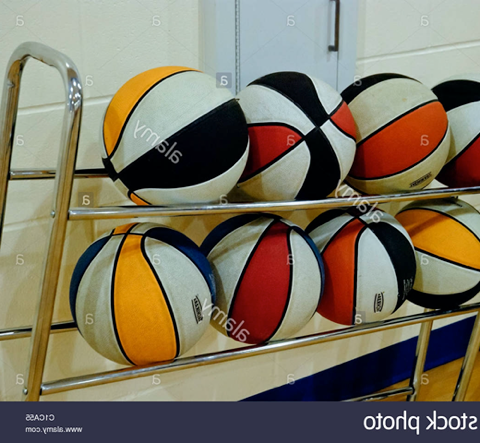 a a a a
alamy
a
a a
alamy
alamy
a a a a
C1CA55
www.alamy.com
stock photo